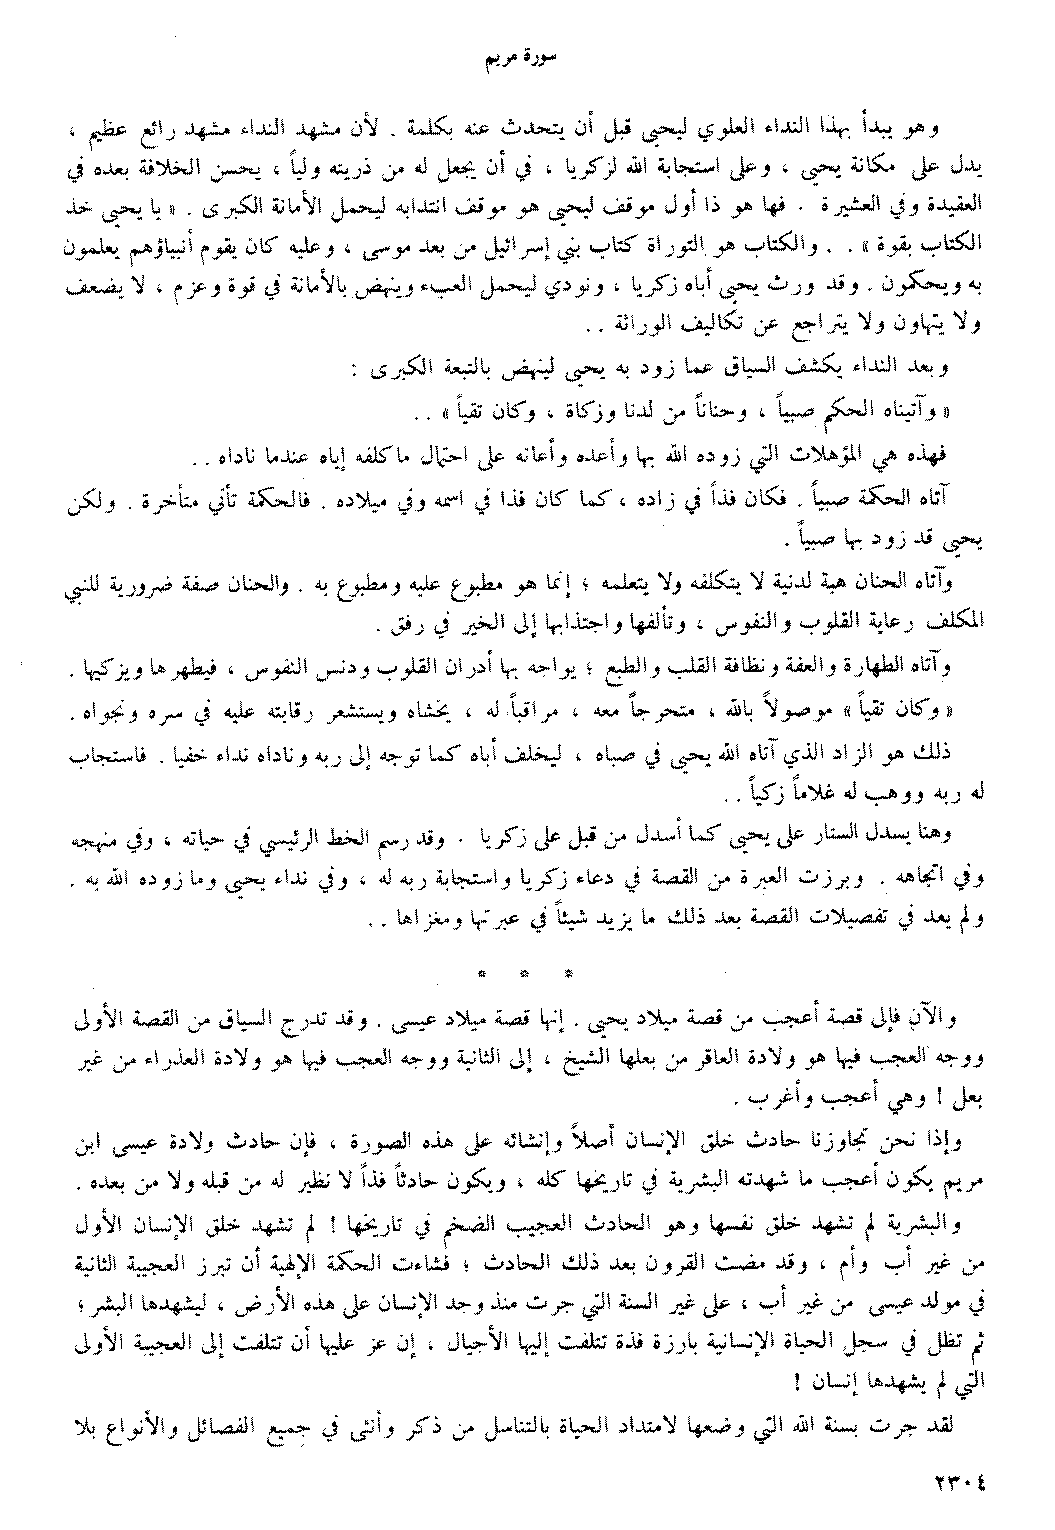 سورة مريم
وهو يبدأ بهذا النداء العلوي ليحيى قبل أن يتحدث عنه بكلمة . لأن مشهد النداء مشهد رائع عظيم ،
يدل على مكانة يحيى ، وعلى استجابة الله لزكريا ، في أن يجعل له من ذريته ولياً ، يحسن الخلافة بعده في
العقيدة وفي العشيرة . فها هو ذا أول موقف ليحيى هو موقف انتدابه ليحمل الأمانة الكبرى . « يا يحيى خذ
الكتاب بقوة » . . والكتاب هو التوراة كتاب بني إسرائيل من بعد موسى ، وعليه كان يقوم أنبياؤهم يعلمون
به ويحكمون . وقد ورث يحيى أباه زكريا ، ونودي ليحمل العبء وينهض بالأمانة في قوة وعزم ، لا يضعف
ولا يتهاون ولا يتراجع عن تكاليف الوراثة . .
وبعد النداء يكشف السياق عما زود به يحيى لينهض بالتبعة الكبرى :
« وآتيناه الحكم صبياً ، وحناناً من لدنا وزكاة ، وكان تقياً » . .
فهذه هي المؤهلات التي زوده الله بها وأعده وأعانه على احتمال ما كلفه إياه عندما ناداه . .
آتاه الحكمة صبياً . فكان فذاً في زاده ، كما كان فذا في اسمه وفي ميلاده . فالحكمة تأتي متأخرة . ولكن
يحيى قد زود بها صبياً .
وآتاه الحنان هبة لدنية لا يتكلفه ولا يتعلمه ؛ إنما هو مطبوع عليه ومطبوع به . والحنان صفة ضرورية للنبي
المكلف رعاية القلوب والنفوس ، وتألفها واجتذابها إلى الخير في رفق .
وآتاه الطهارة والعفة ونظافة القلب والطبع ؛ يواجه بها أدران القلوب ودنس النفوس ، فيطهرها ويزكيها .
« وكان تقياً » موصولاً بالله ، متحرجاً معه ، مراقباً له ، يخشاه ويستشعر رقابته عليه في سره ونجواه .
ذلك هو الزاد الذي آتاه الله يحيى في صباه ، ليخلف أباه كما توجه إلى ربه وناداه نداء خفيا . فاستجاب
له ربه ووهب له غلاماً زكياً . .
وهنا يسدل الستار على يحيى كما أسدل من قبل على زكريا . وقد رسم الخط الرئيسي في حياته ، وفي منهجه
وفي اتجاهه . وبرزت العبرة من القصة في دعاء زكريا واستجابة ربه له ، وفي نداء يحيى وما زوده الله به .
ولم يعد في تفصيلات القصة بعد ذلك ما يزيد شيئاً في عبرتها ومغزاها . .
* * *
والآن فإلى قصة أعجب من قصة ميلاد يحيى . إنها قصة ميلاد عيسى . وقد تدرج السياق من القصة الأولى
ووجه العجب فيها هو ولادة العاقر من بعلها الشيخ ، إلى الثانية ووجه العجب فيها هو ولادة العذراء من غير
بعل ! وهي أعجب وأغرب .
وإذا نحن تجاوزنا حادث خلق الإنسان أصلاً وإنشائه على هذه الصورة ، فإن حادث ولادة عيسى ابن
مريم يكون أعجب ما شهدته البشرية في تاريخها كله ، ويكون حادثاً فذاً لا نظير له من قبله ولا من بعده .
والبشرية لم تشهد خلق نفسها وهو الحادث العجيب الضخم في تاريخها ! لم تشهد خلق الإنسان الأول
من غير أب وأم ، وقد مضت القرون بعد ذلك الحادث ؛ فشاءت الحكمة الإلهية أن تبرز العجيبة الثانية
في مولد عيسى من غير أب ، على غير السنة التي جرت منذ وجد الإنسان على هذه الأرض ، ليشهدها البشر ؛
ثم تظل في سجل الحياة الإنسانية بارزة فذة تتلفت إليها الأجيال ، إن عز عليها أن تتلفت إلى العجيبة الأولى
التي لم يشهدها إنسان !
لقد جرت بسنة الله التي وضعها لامتداد الحياة بالتناسل من ذكر وأنثى في جميع الفصائل والأنواع بلا
٢٣٠٤